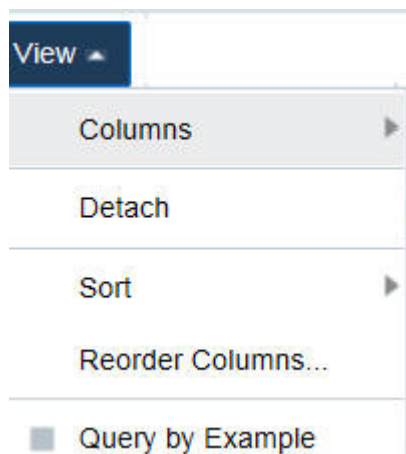 View
Columns
Detach
Sort
Reorder Columns...
Query by Example